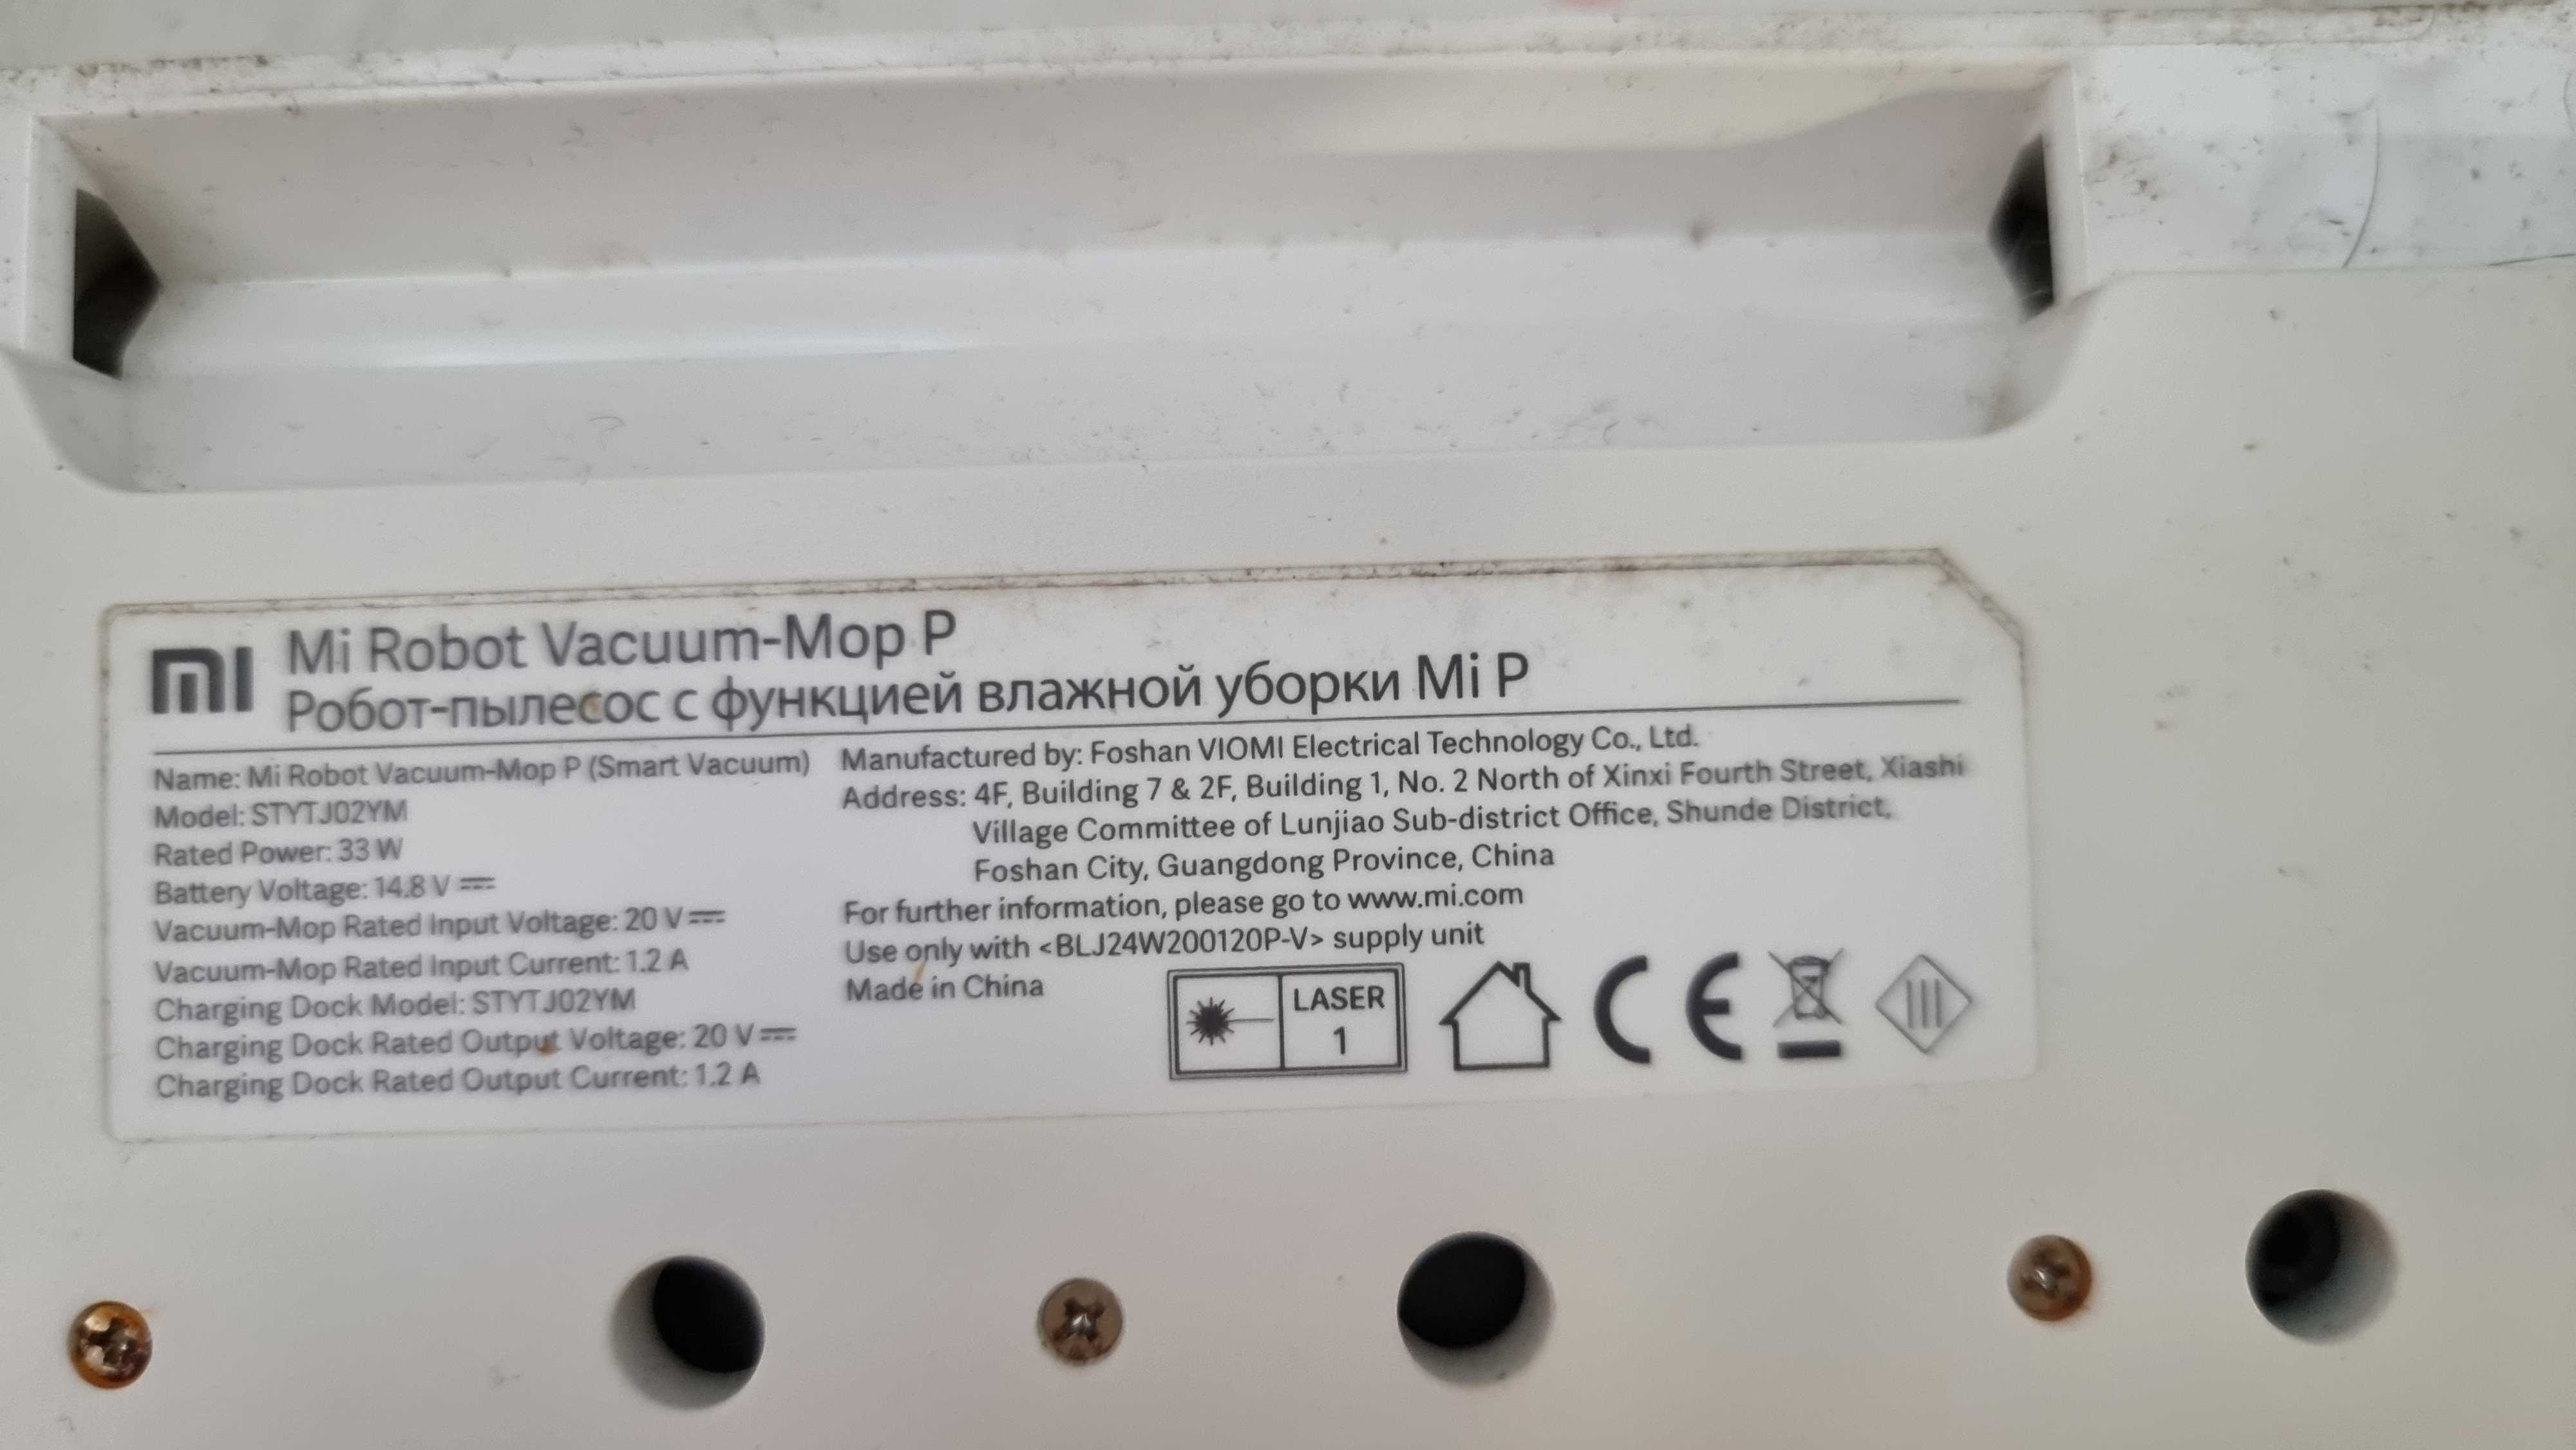 mi
Mi Robot Vacuum-Mop P
Робот-пылесос с функцией влажной уборки Mi P
Name: Mi Robot Vacuum-Mop P (Smart Vacuum)
Model: STYTJ02YM
Rated Power: 33 W
Battery Voltage: 14.8 V ⎓
Vacuum-Mop Rated Input Voltage: 20 V ⎓
Vacuum-Mop Rated Input Current: 1.2 A
Charging Dock Model: STYTJ02YM
Charging Dock Rated Output Voltage: 20 V ⎓
Charging Dock Rated Output Current: 1.2 A
Manufactured by: Foshan VIOMI Electrical Technology Co., Ltd.
Address: 4F, Building 7 & 2F, Building 1, No. 2 North of Xinxi Fourth Street, Xiashi
Village Committee of Lunjiao Sub-district Office, Shunde District,
Foshan City, Guangdong Province, China
For further information, please go to www.mi.com
Use only with <BLJ24W200120P-V> supply unit
Made in China
LASER
1
CE
III